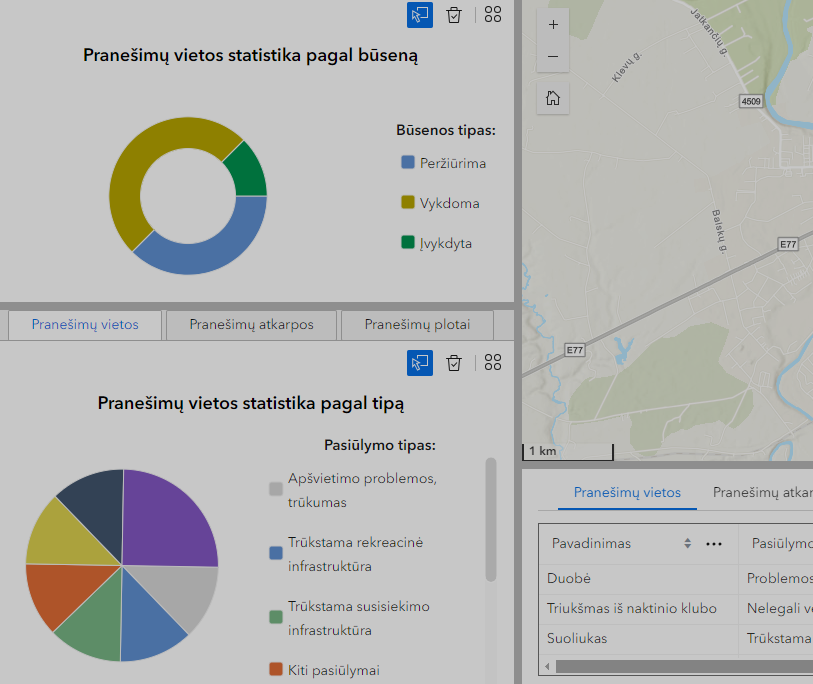 Pranešimų vietos statistika pagal būseną
Būsenos tipas:
Peržiūrima
Vykdoma
Įvykdyta
Pranešimų vietos
Pranešimų atkarpos
Pranešimų plotai
Pranešimų vietos statistika pagal tipą
Pasiūlymo tipas:
Apšvietimo problemos,
trūkumas
Trūkstama rekreacinė
infrastruktūra
Trūkstama susisiekimo
infrastruktūra
Kiti pasiūlymai
Jatkančių g.
Klevų g.
4509
Balskų g.
E77
E77
1 km
Pranešimų vietos
Pranešimų atkar
Pavadinimas
Pasiūlymo
Duobė
Problemos
Triukšmas iš naktinio klubo
Nelegali ve
Suoliukas
Trūkstama